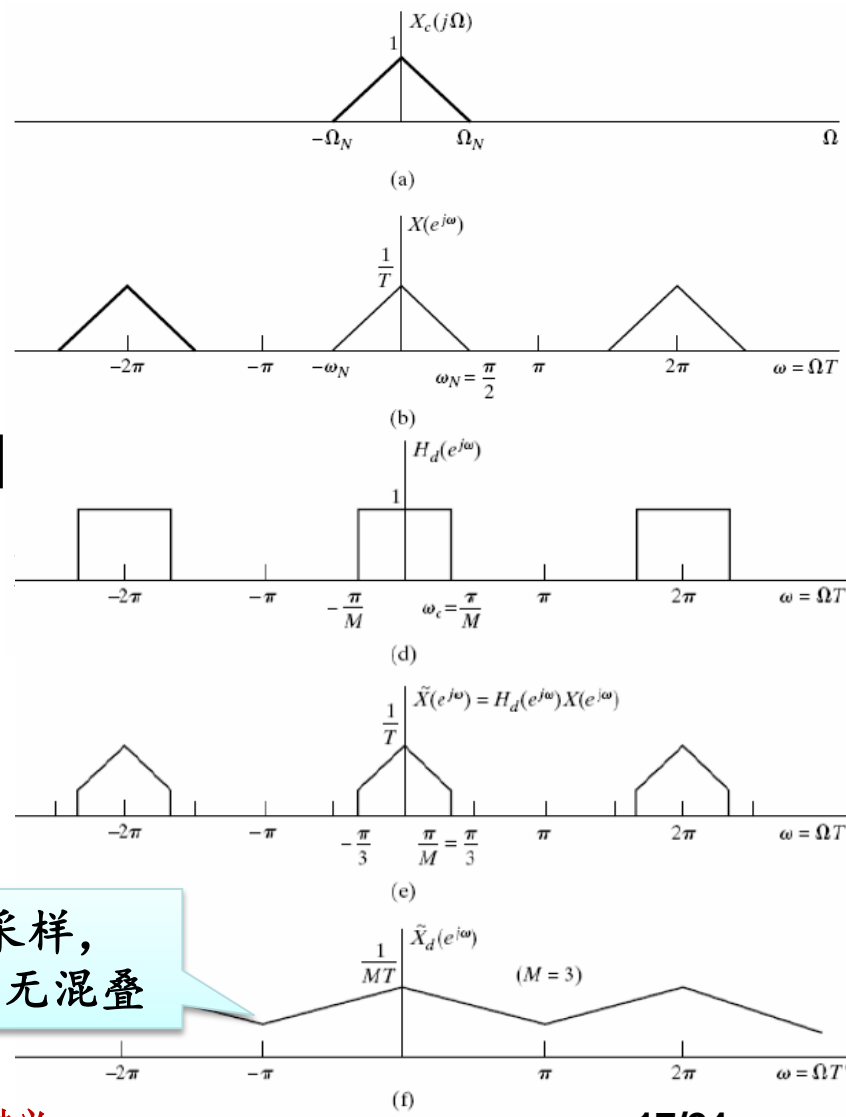 X_c(jΩ)
1
−Ω_N Ω_N Ω
(a)
X(e^{jω})
1/T
−2π −π −ω_N ω_N = π/2 π 2π ω = ΩT
(b)
H_d(e^{jω})
1
−2π −π −π/M ω_c = π/M π 2π ω = ΩT
(d)
X̃(e^{jω}) = H_d(e^{jω})X(e^{jω})
1/T
−2π −π −π/3 π/M = π/3 π 2π ω = ΩT
(e)
采样,
无混叠
X̃_d(e^{jω})
1/MT (M = 3)
−2π −π π 2π ω = ΩT'
(f)